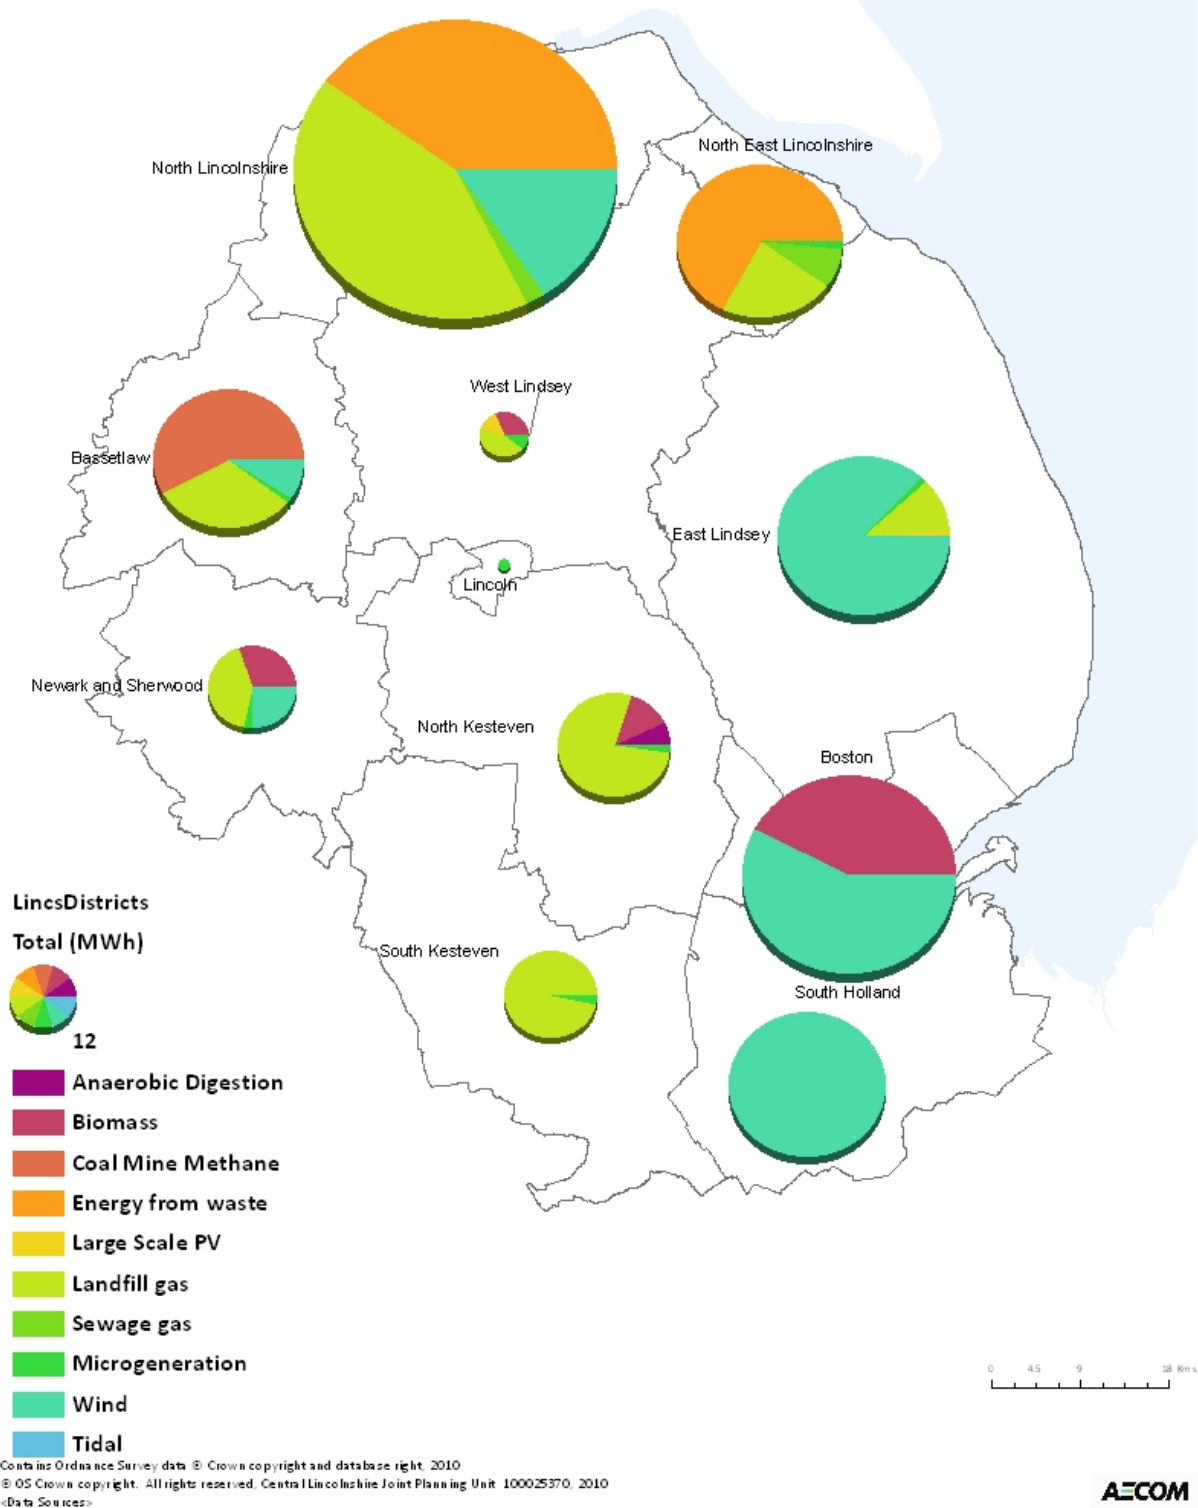 North East Lincolnshire
North Lincolnshire
West Lindsey
Bassetlaw
East Lindsey
Lincoln
Newark and Sherwood
North Kesteven
Boston
South Kesteven
South Holland
LincsDistricts
Total (MWh)
12
Anaerobic Digestion
Biomass
Coal Mine Methane
Energy from waste
Large Scale PV
Landfill gas
Sewage gas
Microgeneration
Wind
Tidal
0 4.5 9 18 Kms
Contains Ordnance Survey data © Crown copyright and database right, 2010
© OS Crown copyright. All rights reserved, Central Lincolnshire Joint Planning Unit 100025370, 2010
<Data Sources>
AECOM